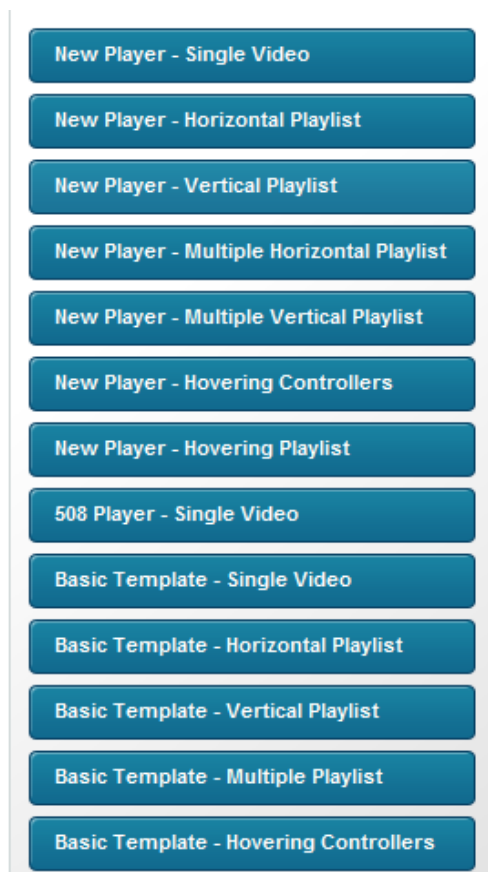 New Player - Single Video
New Player - Horizontal Playlist
New Player - Vertical Playlist
New Player - Multiple Horizontal Playlist
New Player - Multiple Vertical Playlist
New Player - Hovering Controllers
New Player - Hovering Playlist
508 Player - Single Video
Basic Template - Single Video
Basic Template - Horizontal Playlist
Basic Template - Vertical Playlist
Basic Template - Multiple Playlist
Basic Template - Hovering Controllers